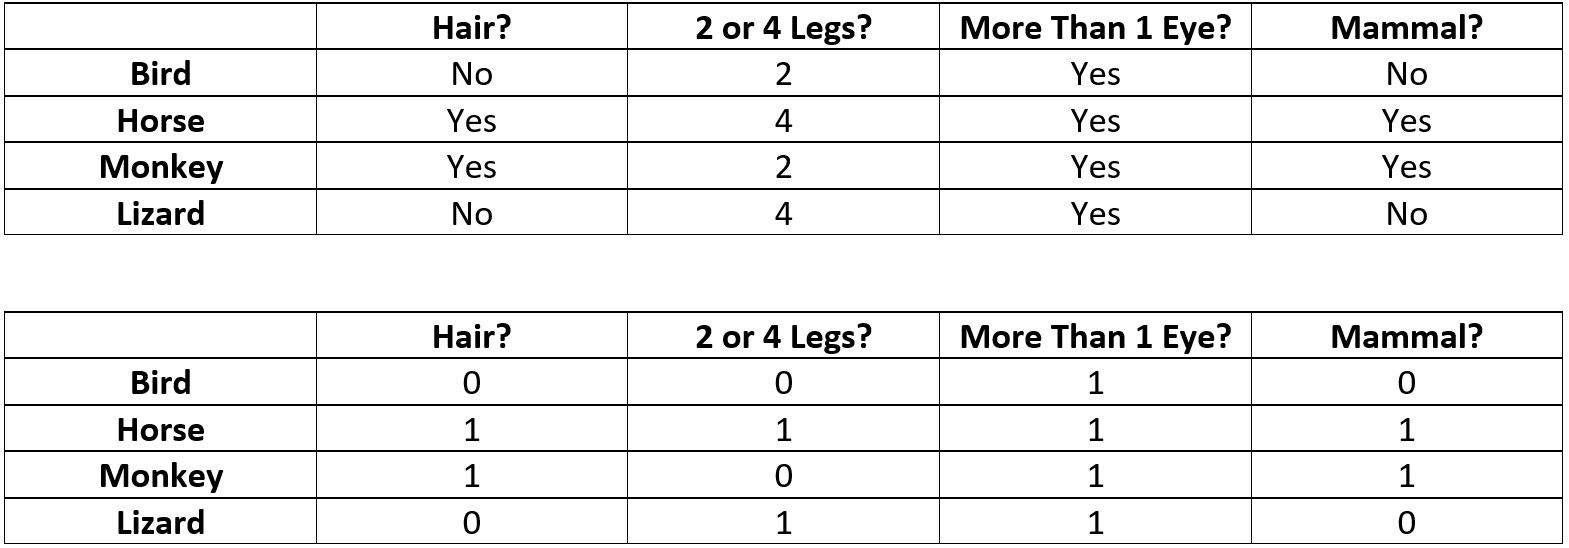 Hair? 2 or 4 Legs? More Than 1 Eye? Mammal?
Bird No 2 Yes No
Horse Yes 4 Yes Yes
Monkey Yes 2 Yes Yes
Lizard No 4 Yes No
Hair? 2 or 4 Legs? More Than 1 Eye? Mammal?
Bird 0 0 1 0
Horse 1 1 1 1
Monkey 1 0 1 1
Lizard 0 1 1 0